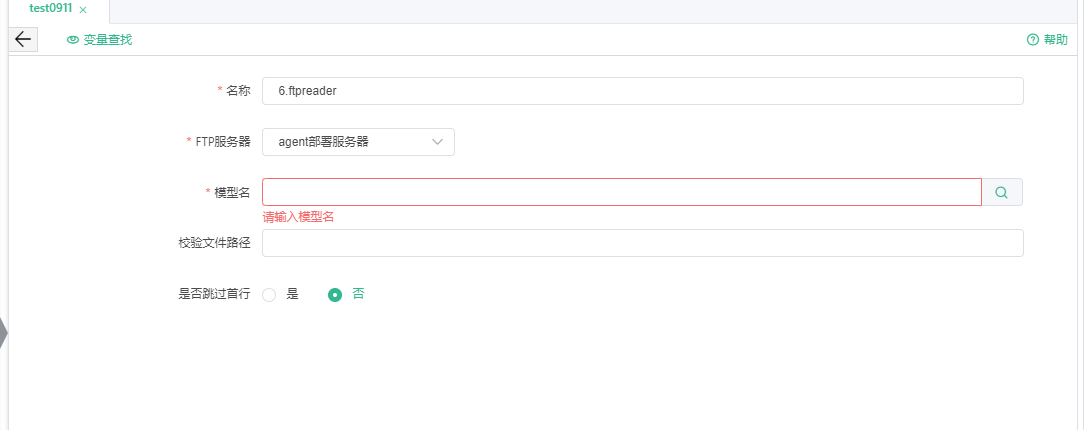 test0911 ×
变量查找 帮助
* 名称 6.ftpreader
* FTP服务器 agent部署服务器
* 模型名
请输入模型名
校验文件路径
是否跳过首行 是 否